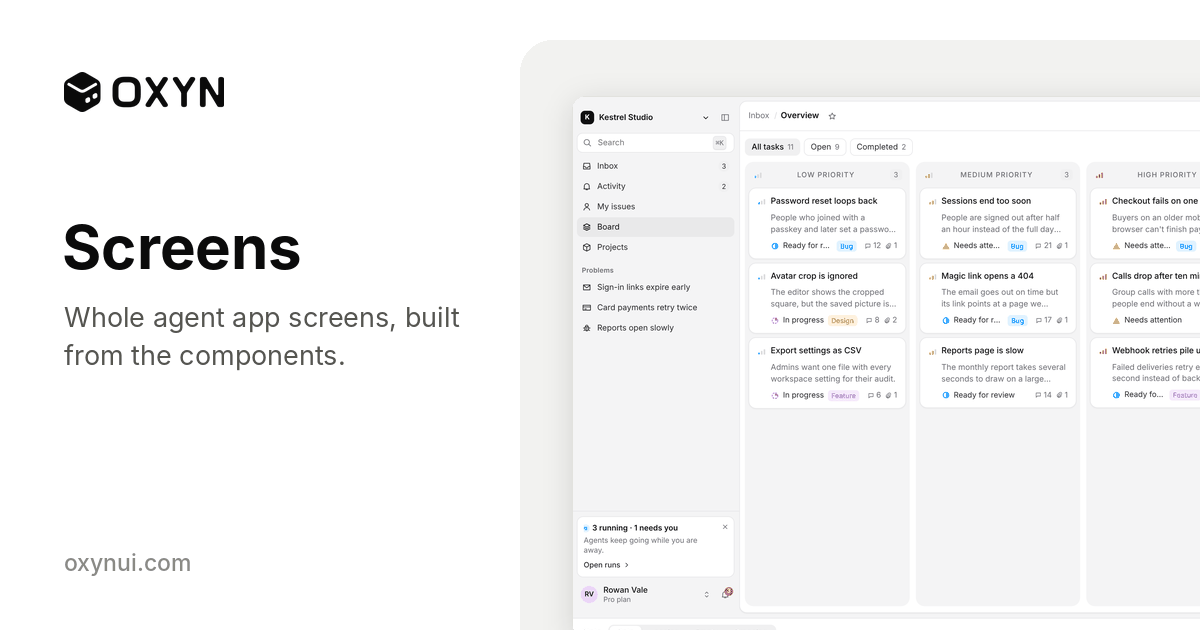 OXYN
Screens
Whole agent app screens, built
from the components.
oxynui.com
K Kestrel Studio
Search ⌘K
Inbox 3
Activity 2
My issues
Board
Projects
Problems
Sign-in links expire early
Card payments retry twice
Reports open slowly
3 running · 1 needs you
Agents keep going while you are
away.
Open runs
RV Rowan Vale
Pro plan
3
Inbox / Overview
All tasks 11 Open 9 Completed 2
LOW PRIORITY 3
Password reset loops back
People who joined with a
passkey and later set a passwo...
Ready for r... Bug 12 1
Avatar crop is ignored
The editor shows the cropped
square, but the saved picture is...
In progress Design 8 2
Export settings as CSV
Admins want one file with every
workspace setting for their audit.
In progress Feature 6 1
MEDIUM PRIORITY 3
Sessions end too soon
People are signed out after half
an hour instead of the full day...
Needs atte... Bug 21 1
Magic link opens a 404
The email goes out on time but
its link points at a page we...
Ready for r... Bug 17 1
Reports page is slow
The monthly report takes several
seconds to draw on a large...
Ready for review 14 1
HIGH PRIORITY
Checkout fails on one
Buyers on an older mob
browser can't finish pa
Needs atte... Bug
Calls drop after ten mi
Group calls with more t
people end without a w
Needs attention
Webhook retries pile u
Failed deliveries retry e
second instead of back
Ready fo... Feature